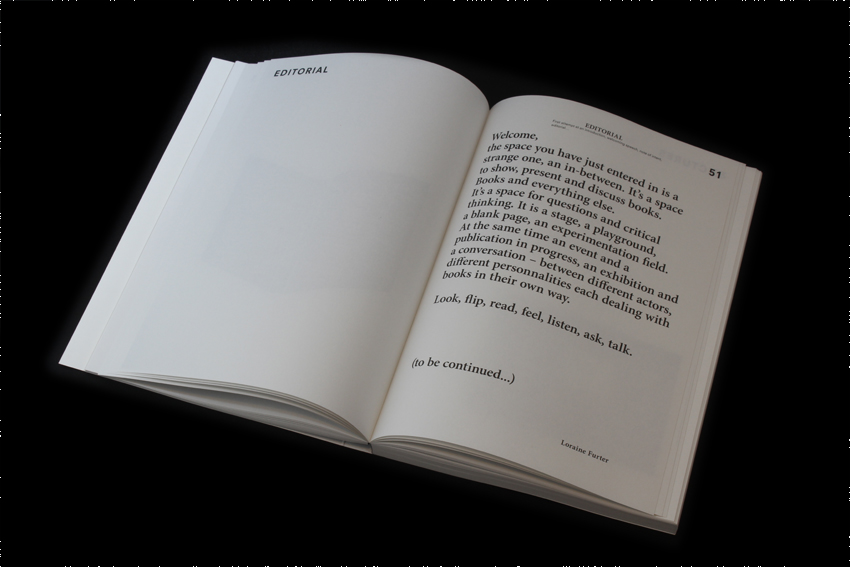 EDITORIAL
EDITORIAL
51
Welcome,
the space you have just entered in is a
strange one, an in-between. It's a space
to show, present and discuss books.
Books and everything else.
It's a space for questions and critical
thinking. It is a stage, a playground,
a blank page, an experimentation field.
At the same time an event and a
publication in progress, an exhibition and
a conversation – between different actors,
different personnalities each dealing with
books in their own way.
Look, flip, read, feel, listen, ask, talk.
(to be continued...)
Loraine Furter